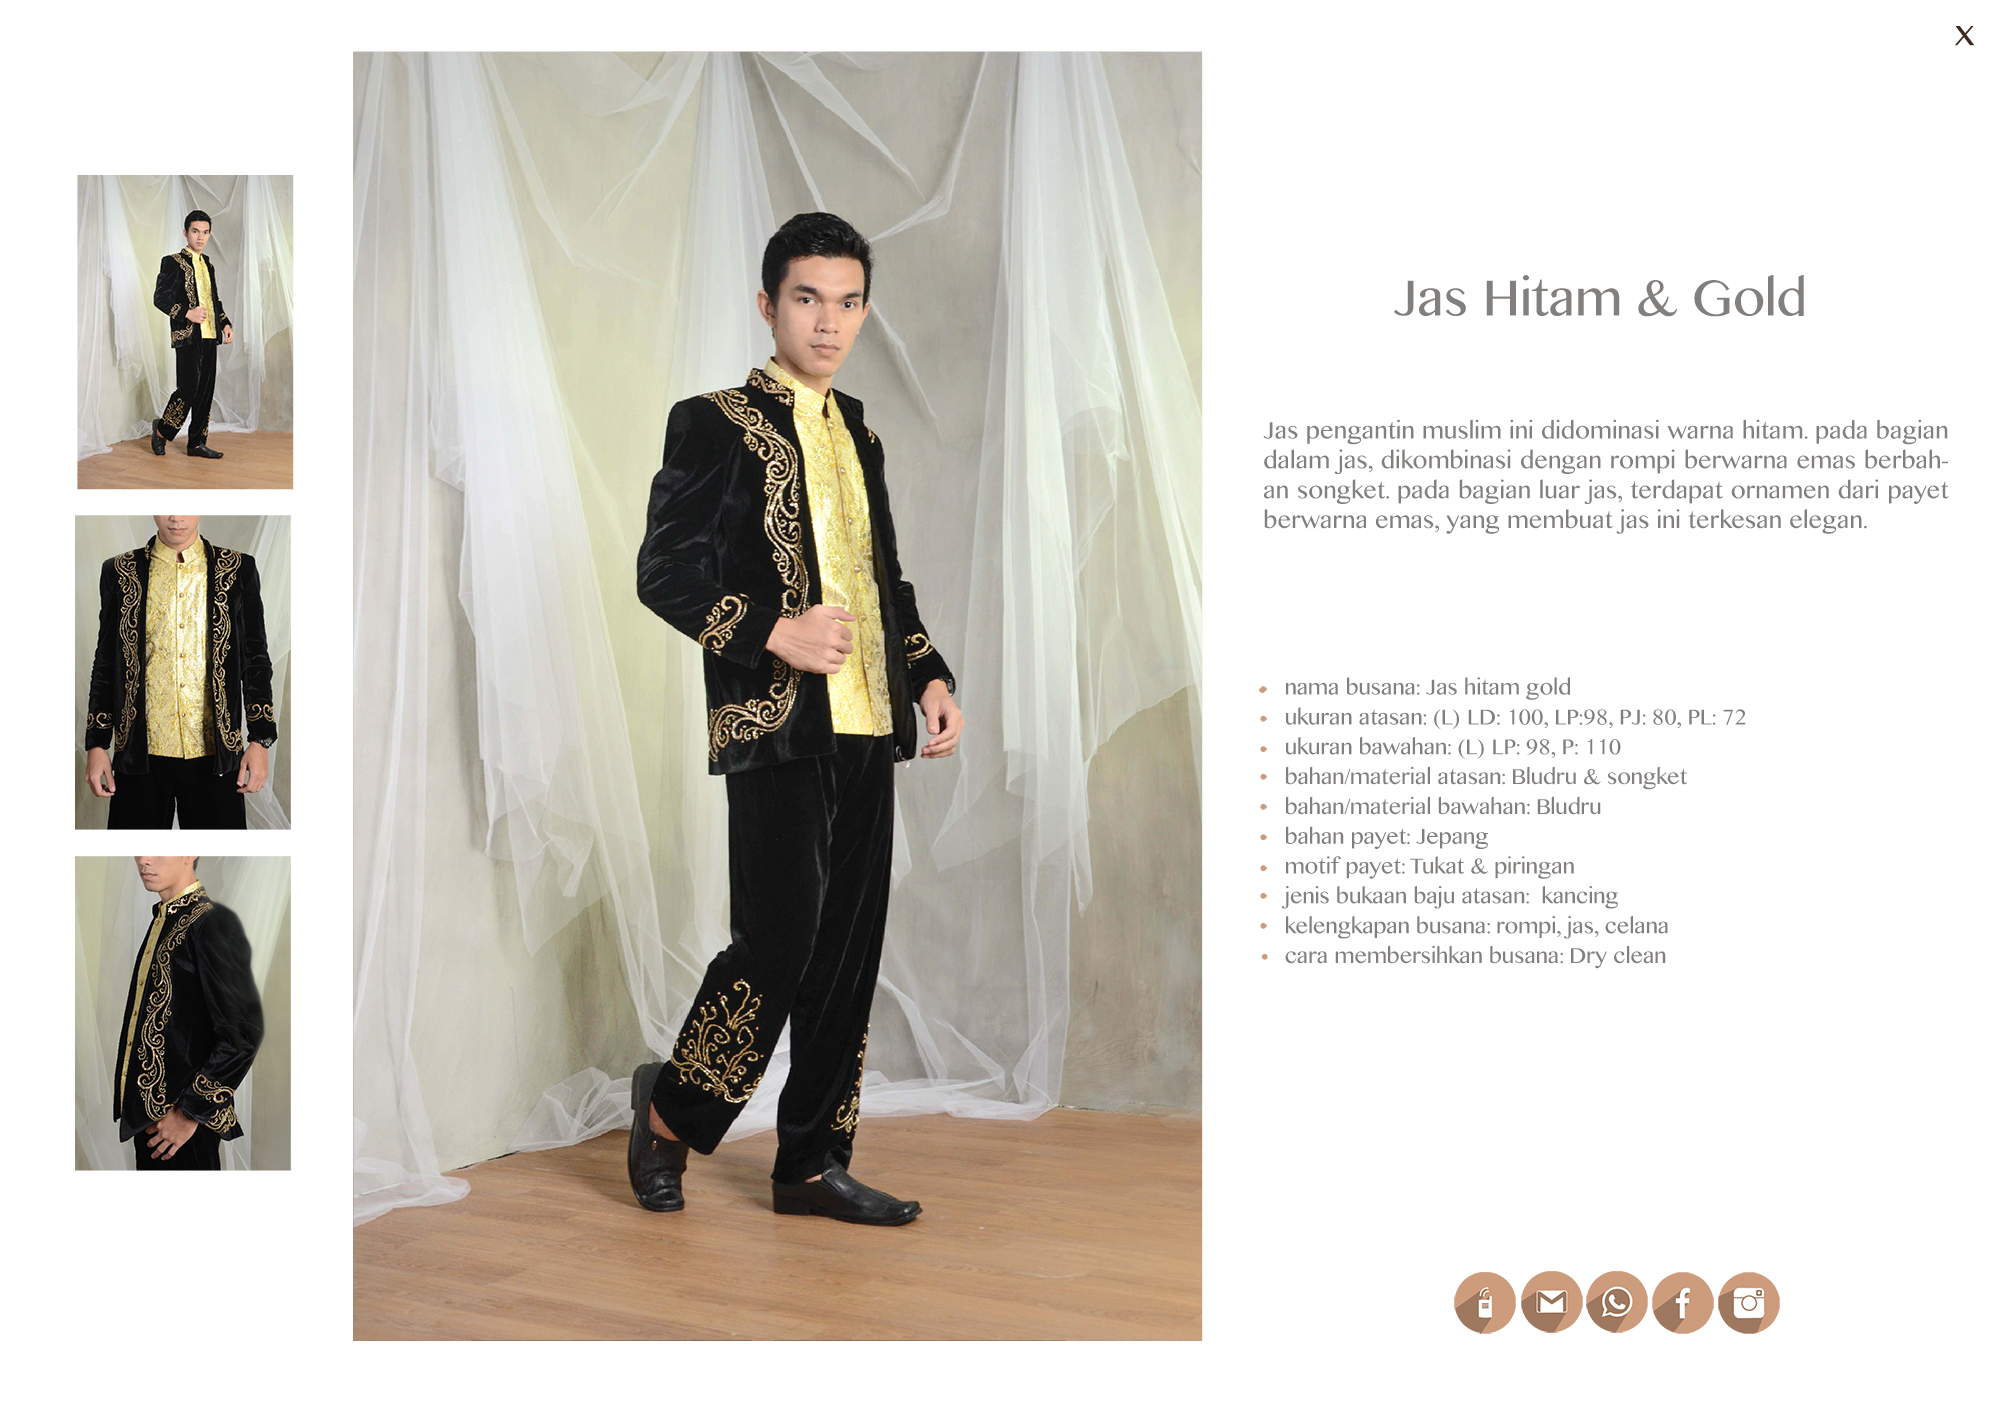 X
Jas Hitam & Gold
Jas pengantin muslim ini didominasi warna hitam. pada bagian
dalam jas, dikombinasi dengan rompi berwarna emas berbah-
an songket. pada bagian luar jas, terdapat ornamen dari payet
berwarna emas, yang membuat jas ini terkesan elegan.
• nama busana: Jas hitam gold
• ukuran atasan: (L) LD: 100, LP:98, PJ: 80, PL: 72
• ukuran bawahan: (L) LP: 98, P: 110
• bahan/material atasan: Bludru & songket
• bahan/material bawahan: Bludru
• bahan payet: Jepang
• motif payet: Tukat & piringan
• jenis bukaan baju atasan:  kancing
• kelengkapan busana: rompi, jas, celana
• cara membersihkan busana: Dry clean